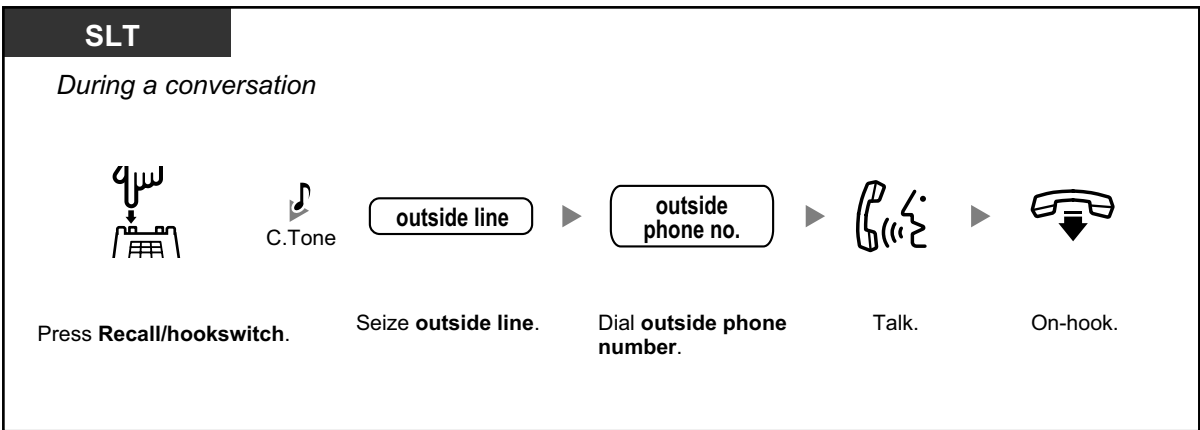 SLT
During a conversation
C.Tone
outside line
outside
phone no.
Press Recall/hookswitch.
Seize outside line.
Dial outside phone
number.
Talk.
On-hook.